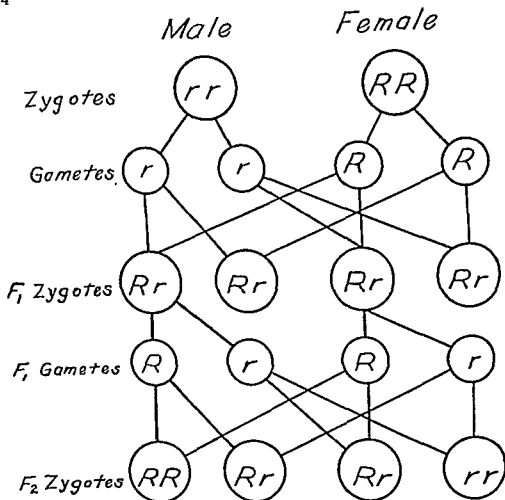 4
Male Female
Zygotes rr RR
Gametes. r r R R
F₁ Zygotes Rr Rr Rr Rr
F₁ Gametes R r R r
F₂ Zygotes RR Rr Rr rr